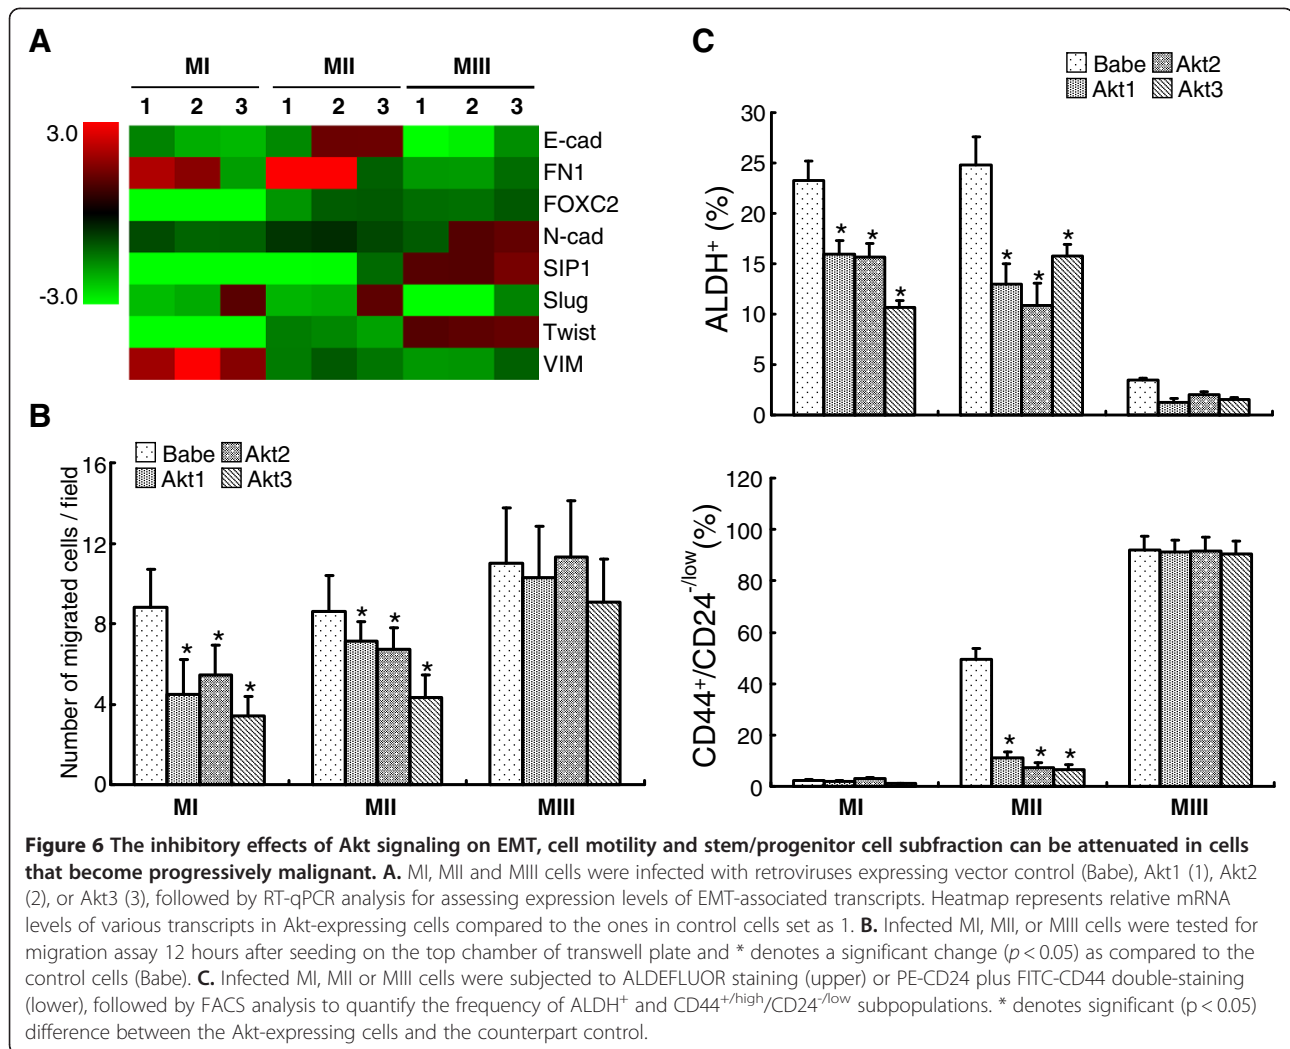 A
MI MII MIII
1 2 3 1 2 3 1 2 3
3.0
-3.0
E-cad
FN1
FOXC2
N-cad
SIP1
Slug
Twist
VIM
B
Babe Akt2
Akt1 Akt3
Number of migrated cells / field
16
12
8
4
0
* * * * * *
MI MII MIII
C
Babe Akt2
Akt1 Akt3
ALDH+ (%)
30
25
20
15
10
5
0
* * * * * *
CD44+/CD24-/low (%)
120
100
80
60
40
20
0
* * *
MI MII MIII
Figure 6 The inhibitory effects of Akt signaling on EMT, cell motility and stem/progenitor cell subfraction can be attenuated in cells
that become progressively malignant. A. MI, MII and MIII cells were infected with retroviruses expressing vector control (Babe), Akt1 (1), Akt2
(2), or Akt3 (3), followed by RT-qPCR analysis for assessing expression levels of EMT-associated transcripts. Heatmap represents relative mRNA
levels of various transcripts in Akt-expressing cells compared to the ones in control cells set as 1. B. Infected MI, MII, or MIII cells were tested for
migration assay 12 hours after seeding on the top chamber of transwell plate and * denotes a significant change (p < 0.05) as compared to the
control cells (Babe). C. Infected MI, MII or MIII cells were subjected to ALDEFLUOR staining (upper) or PE-CD24 plus FITC-CD44 double-staining
(lower), followed by FACS analysis to quantify the frequency of ALDH+ and CD44+/high/CD24-/low subpopulations. * denotes significant (p < 0.05)
difference between the Akt-expressing cells and the counterpart control.